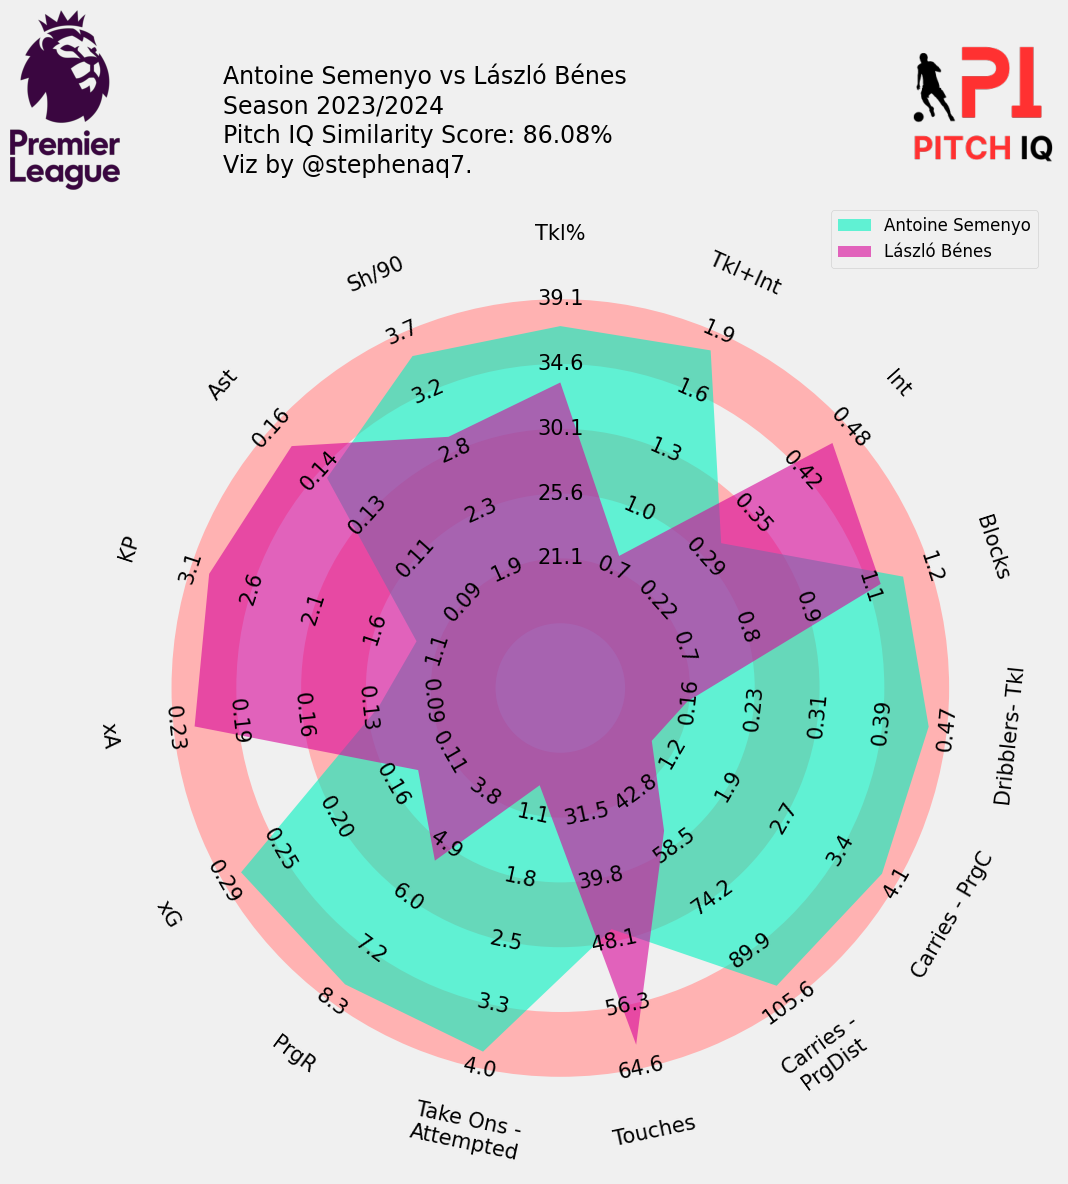 Premier
League
Antoine Semenyo vs László Bénes
Season 2023/2024
Pitch IQ Similarity Score: 86.08%
Viz by @stephenaq7.
PI
PITCH IQ
Antoine Semenyo
László Bénes
Tkl%
39.1
34.6
30.1
25.6
21.1
Tkl+Int
1.9
1.6
1.3
1.0
0.7
Int
0.48
0.42
0.35
0.29
0.22
Blocks
1.2
1.1
0.9
0.8
0.7
Dribblers- Tkl
0.47
0.39
0.31
0.23
0.16
Carries - PrgC
4.1
3.4
2.7
1.9
1.2
Carries -
PrgDist
105.6
89.9
74.2
58.5
42.8
Touches
64.6
56.3
48.1
39.8
31.5
Take Ons -
Attempted
4.0
3.3
2.5
1.8
1.1
PrgR
8.3
7.2
6.0
4.9
3.8
xG
0.29
0.25
0.20
0.16
0.11
xA
0.23
0.19
0.16
0.13
0.09
KP
3.1
2.6
2.1
1.6
1.1
Ast
0.16
0.14
0.13
0.11
0.09
Sh/90
3.7
3.2
2.8
2.3
1.9